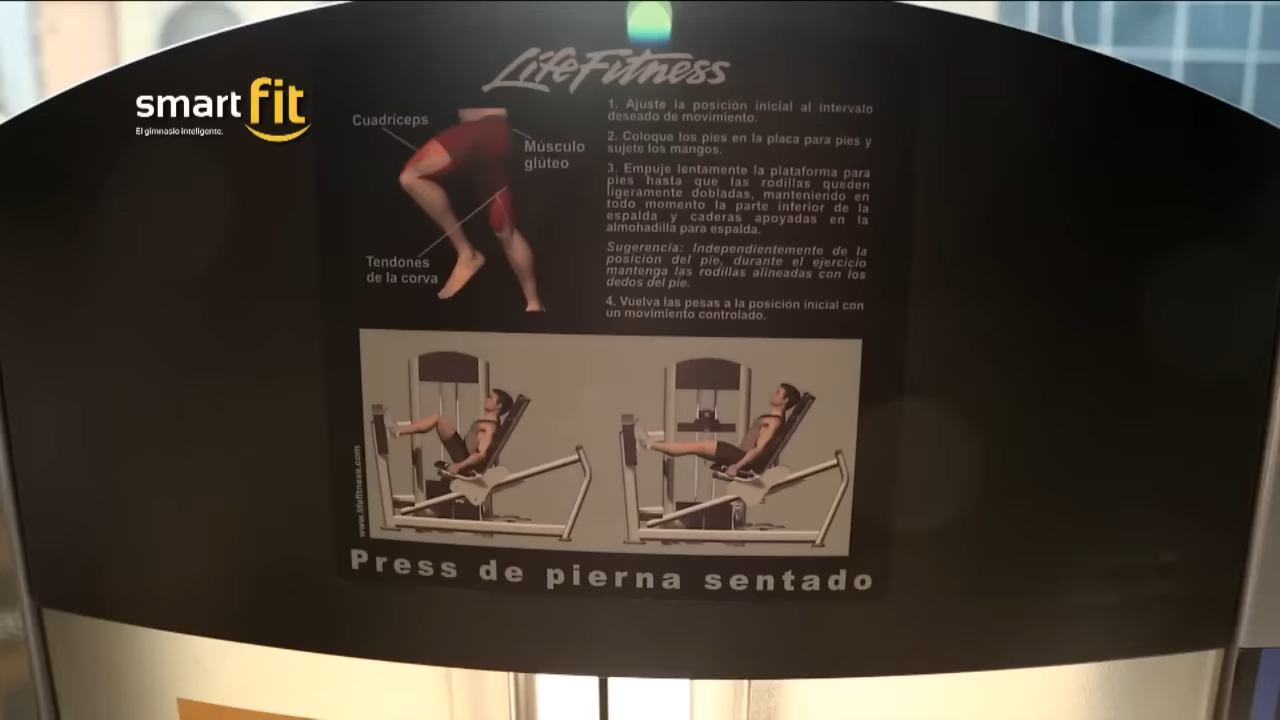 smart fit
El gimnasio inteligente.
LifeFitness
Cuadriceps
Músculo
glúteo
Tendones
de la corva
1. Ajuste la posición inicial al intervalo
deseado de movimiento.
2. Coloque los pies en la placa para pies y
sujete los mangos.
3. Empuje lentamente la plataforma para
pies hasta que las rodillas queden
ligeramente dobladas, manteniendo en
todo momento la parte inferior de la
espalda y caderas apoyadas en la
almohadilla para espalda.
Sugerencia: Independientemente de la
posición del pie, durante el ejercicio
mantenga las rodillas alineadas con los
dedos del pie.
4. Vuelva las pesas a la posición inicial con
un movimiento controlado.
www.lifefitness.com
Press de pierna sentado